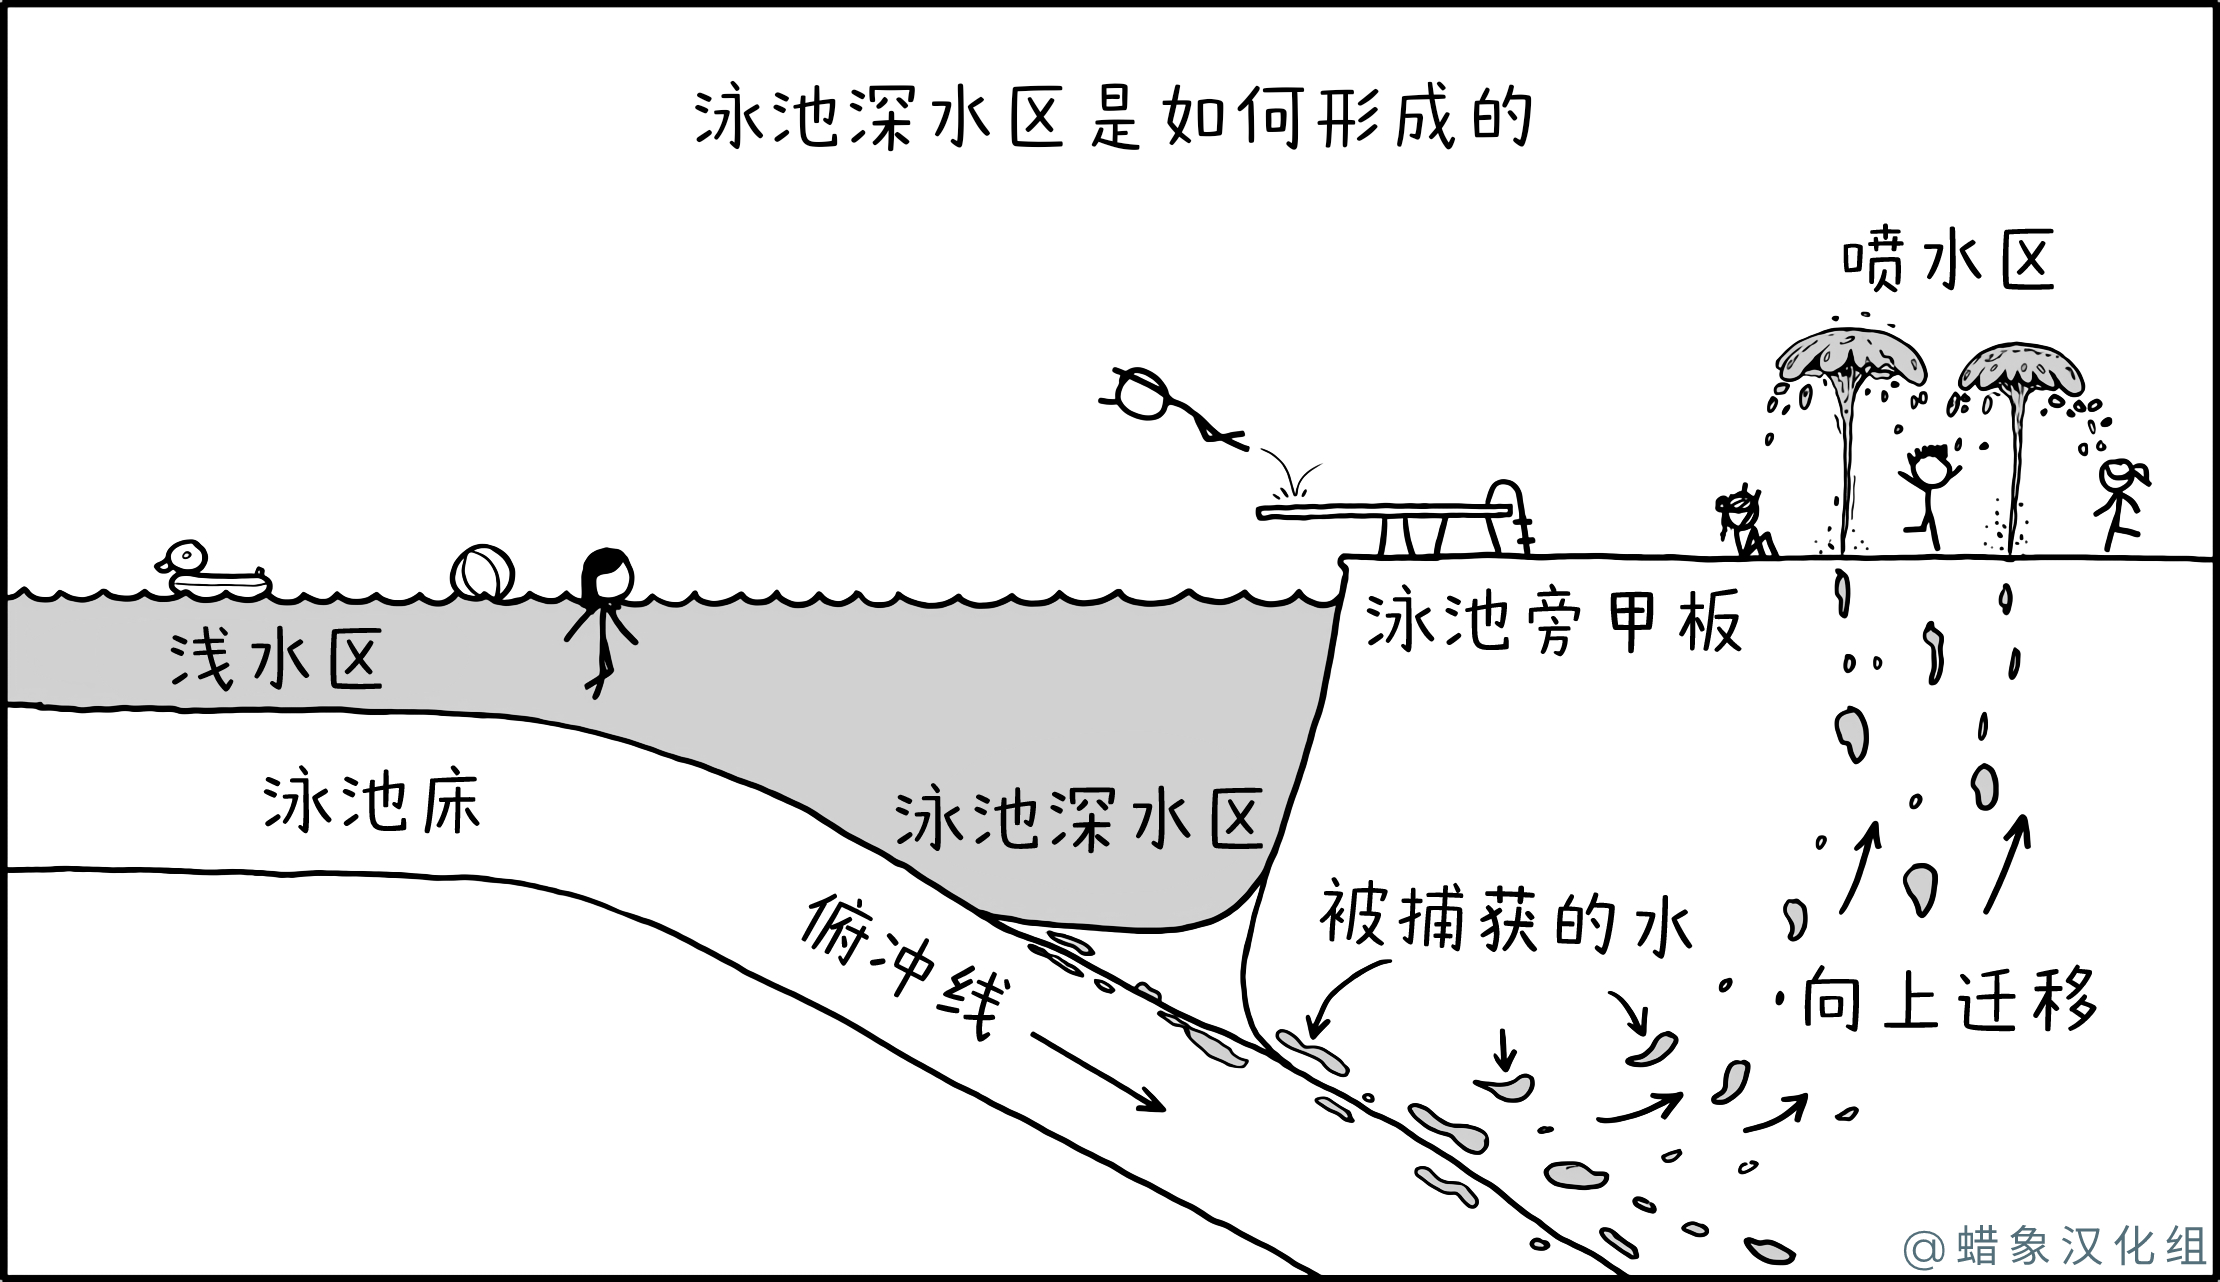 泳池深水区是如何形成的
喷水区
浅水区
泳池旁甲板
泳池床
泳池深水区
俯冲线
被捕获的水
向上迁移
@蜡象汉化组